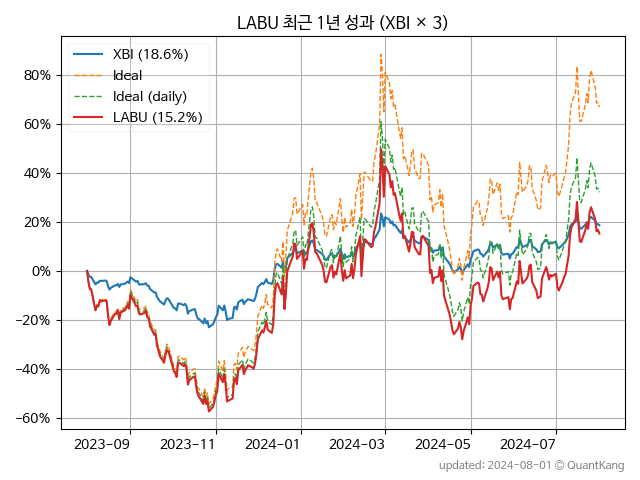 LABU 최근 1년 성과 (XBI × 3)
XBI (18.6%)
Ideal
Ideal (daily)
LABU (15.2%)
80%
60%
40%
20%
0%
−20%
−40%
−60%
2023-09 2023-11 2024-01 2024-03 2024-05 2024-07
updated: 2024-08-01 © QuantKang